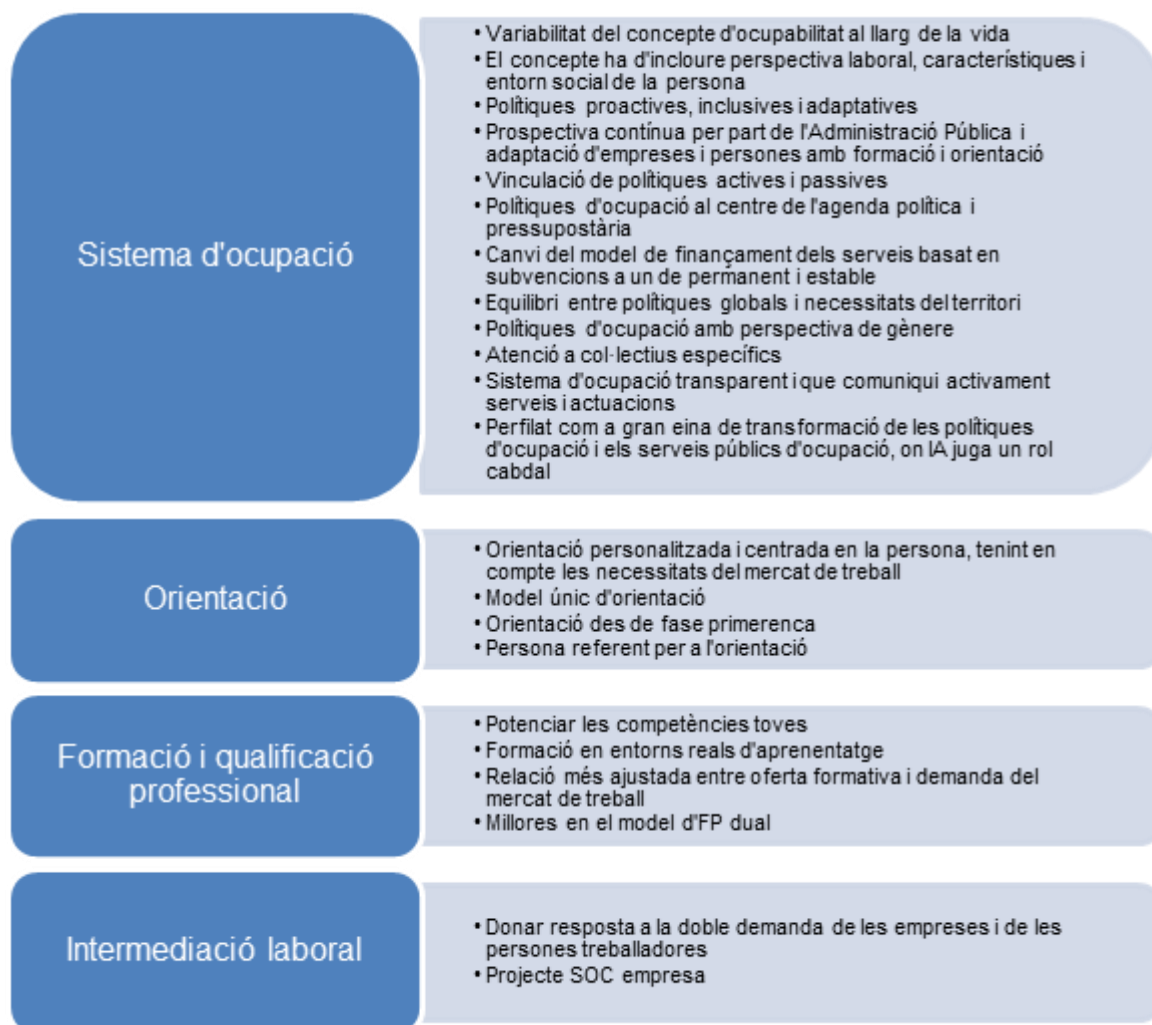 Sistema d'ocupació
• Variabilitat del concepte d'ocupabilitat al llarg de la vida
• El concepte ha d'incloure perspectiva laboral, característiques i
entorn social de la persona
• Polítiques proactives, inclusives i adaptatives
• Prospectiva contínua per part de l'Administració Pública i
adaptació d'empreses i persones amb formació i orientació
• Vinculació de polítiques actives i passives
• Polítiques d'ocupació al centre de l'agenda política i
pressupostària
• Canvi del model de finançament dels serveis basat en
subvencions a un de permanent i estable
• Equilibri entre polítiques globals i necessitats del territori
• Polítiques d'ocupació amb perspectiva de gènere
• Atenció a col·lectius específics
• Sistema d'ocupació transparent i que comuniqui activament
serveis i actuacions
• Perfilat com a gran eina de transformació de les polítiques
d'ocupació i els serveis públics d'ocupació, on IA juga un rol
cabdal
Orientació
• Orientació personalitzada i centrada en la persona, tenint en
compte les necessitats del mercat de treball
• Model únic d'orientació
• Orientació des de fase primerenca
• Persona referent per a l'orientació
Formació i qualificació
professional
• Potenciar les competències toves
• Formació en entorns reals d'aprenentatge
• Relació més ajustada entre oferta formativa i demanda del
mercat de treball
• Millores en el model d'FP dual
Intermediació laboral
• Donar resposta a la doble demanda de les empreses i de les
persones treballadores
• Projecte SOC empresa